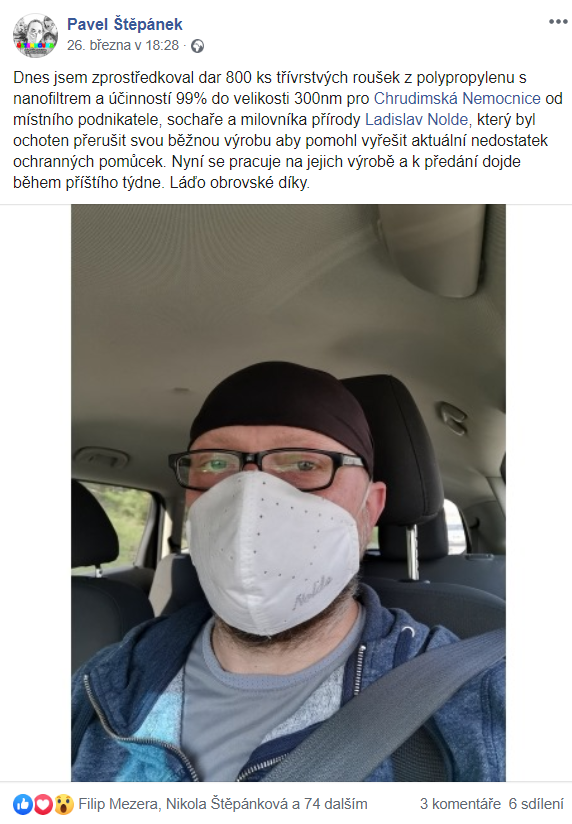 Pavel Štěpánek
26. března v 18:28 ·
Dnes jsem zprostředkoval dar 800 ks třívrstvých roušek z polypropylenu s
nanofiltrem a účinností 99% do velikosti 300nm pro Chrudimská Nemocnice od
místního podnikatele, sochaře a milovníka přírody Ladislav Nolde, který byl
ochoten přerušit svou běžnou výrobu aby pomohl vyřešit aktuální nedostatek
ochranných pomůcek. Nyní se pracuje na jejich výrobě a k předání dojde
během příštího týdne. Láďo obrovské díky.
Filip Mezera, Nikola Štěpánková a 74 dalším
3 komentáře 6 sdílení